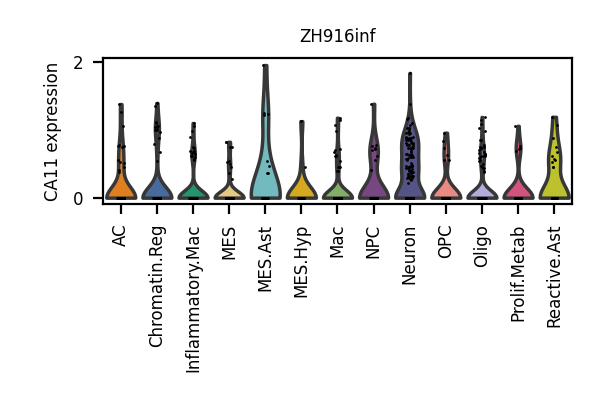 ZH916inf
CA11 expression
2
0
AC
Chromatin.Reg
Inflammatory.Mac
MES
MES.Ast
MES.Hyp
Mac
NPC
Neuron
OPC
Oligo
Prolif.Metab
Reactive.Ast